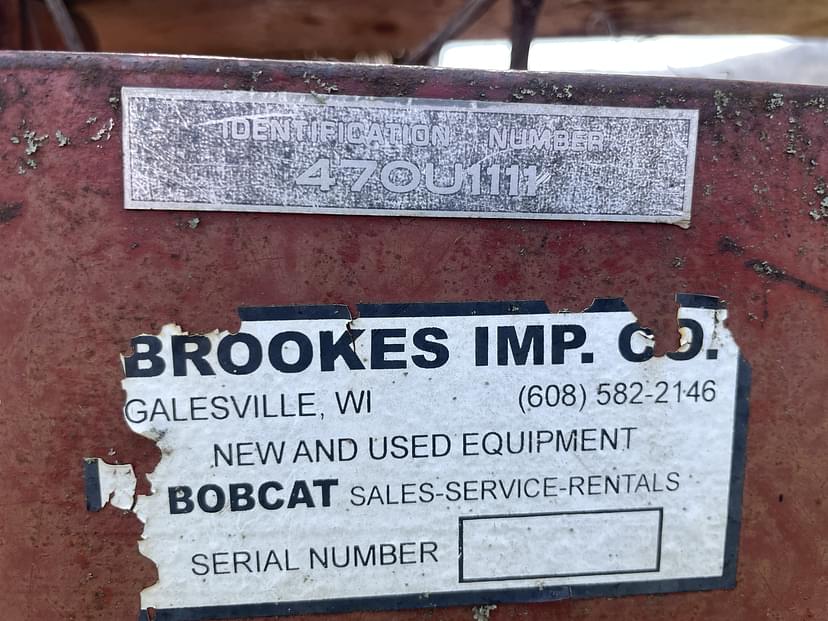 IDENTIFICATION NUMBER
470U1111
BROOKES IMP. CO.
GALESVILLE, WI (608) 582-2146
NEW AND USED EQUIPMENT
BOBCAT SALES-SERVICE-RENTALS
SERIAL NUMBER